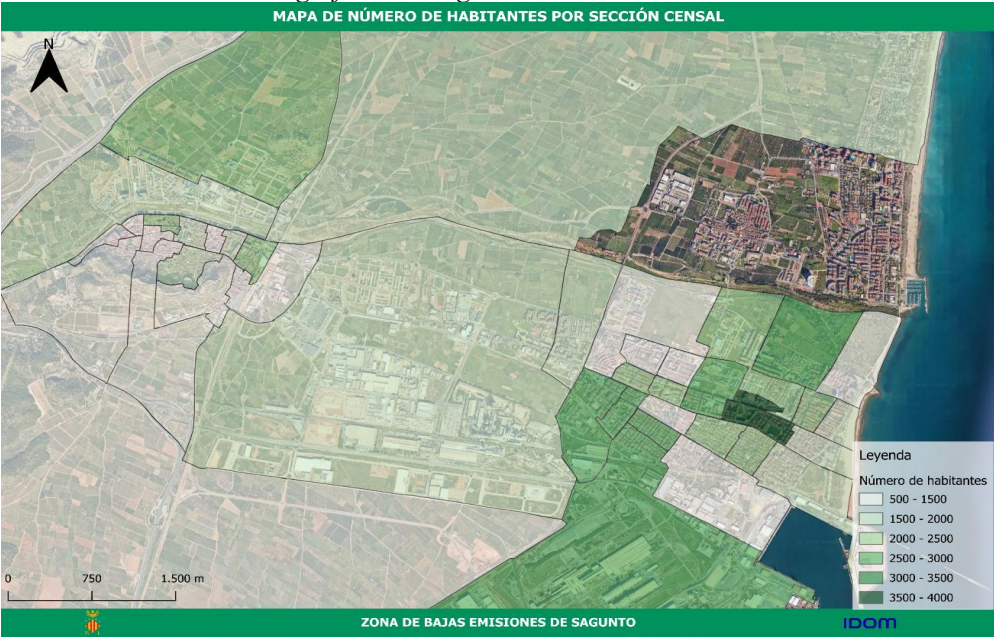 MAPA DE NÚMERO DE HABITANTES POR SECCIÓN CENSAL
N
Leyenda
Número de habitantes
500 - 1500
1500 - 2000
2000 - 2500
2500 - 3000
3000 - 3500
3500 - 4000
0 750 1.500 m
ZONA DE BAJAS EMISIONES DE SAGUNTO
IDOM